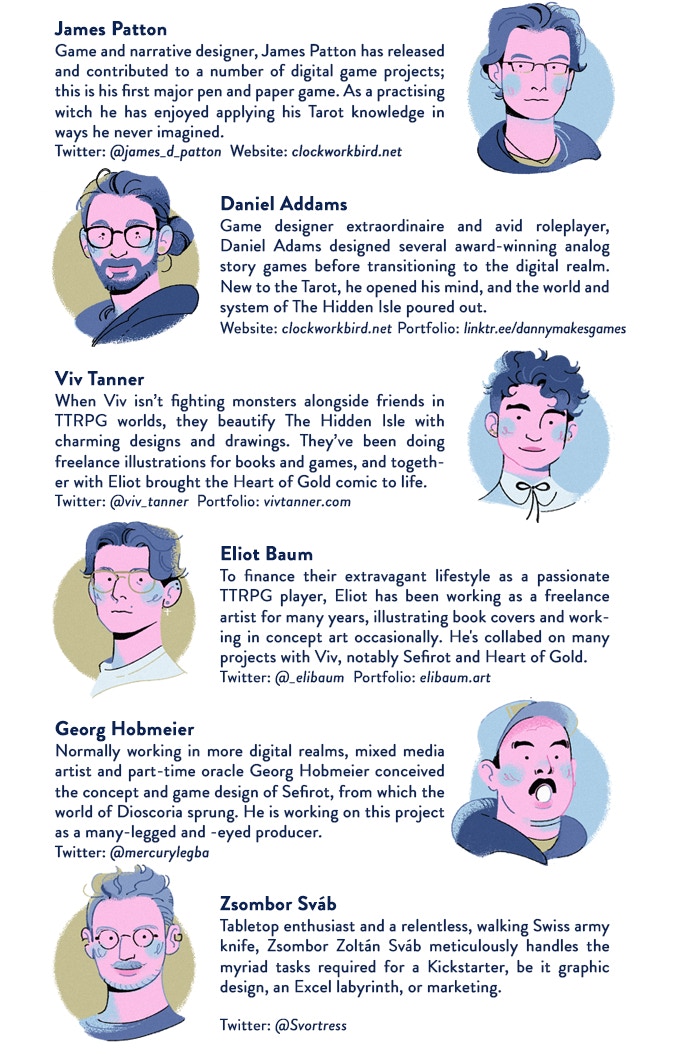 James Patton
Game and narrative designer, James Patton has released
and contributed to a number of digital game projects;
this is his first major pen and paper game. As a practising
witch he has enjoyed applying his Tarot knowledge in
ways he never imagined.
Twitter: @james_d_patton Website: clockworkbird.net
Daniel Addams
Game designer extraordinaire and avid roleplayer,
Daniel Adams designed several award-winning analog
story games before transitioning to the digital realm.
New to the Tarot, he opened his mind, and the world and
system of The Hidden Isle poured out.
Website: clockworkbird.net Portfolio: linktr.ee/dannymakesgames
Viv Tanner
When Viv isn't fighting monsters alongside friends in
TTRPG worlds, they beautify The Hidden Isle with
charming designs and drawings. They've been doing
freelance illustrations for books and games, and togeth-
er with Eliot brought the Heart of Gold comic to life.
Twitter: @viv_tanner Portfolio: vivtanner.com
Eliot Baum
To finance their extravagant lifestyle as a passionate
TTRPG player, Eliot has been working as a freelance
artist for many years, illustrating book covers and work-
ing in concept art occasionally. He's collabed on many
projects with Viv, notably Sefirot and Heart of Gold.
Twitter: @_elibaum Portfolio: elibaum.art
Georg Hobmeier
Normally working in more digital realms, mixed media
artist and part-time oracle Georg Hobmeier conceived
the concept and game design of Sefirot, from which the
world of Dioscoria sprung. He is working on this project
as a many-legged and -eyed producer.
Twitter: @mercurylegba
Zsombor Sváb
Tabletop enthusiast and a relentless, walking Swiss army
knife, Zsombor Zoltán Sváb meticulously handles the
myriad tasks required for a Kickstarter, be it graphic
design, an Excel labyrinth, or marketing.
Twitter: @Svortress